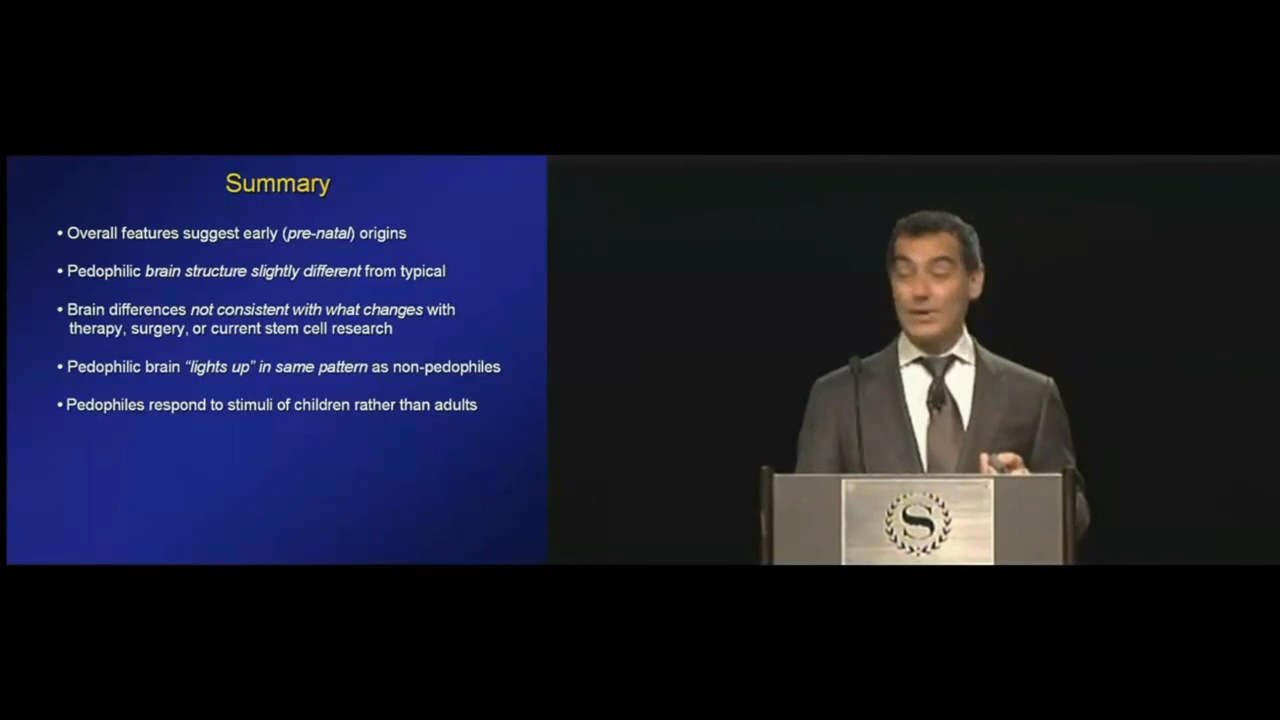 Summary
• Overall features suggest early (pre-natal) origins
• Pedophilic brain structure slightly different from typical
• Brain differences not consistent with what changes with
therapy, surgery, or current stem cell research
• Pedophilic brain “lights up” in same pattern as non-pedophiles
• Pedophiles respond to stimuli of children rather than adults
S